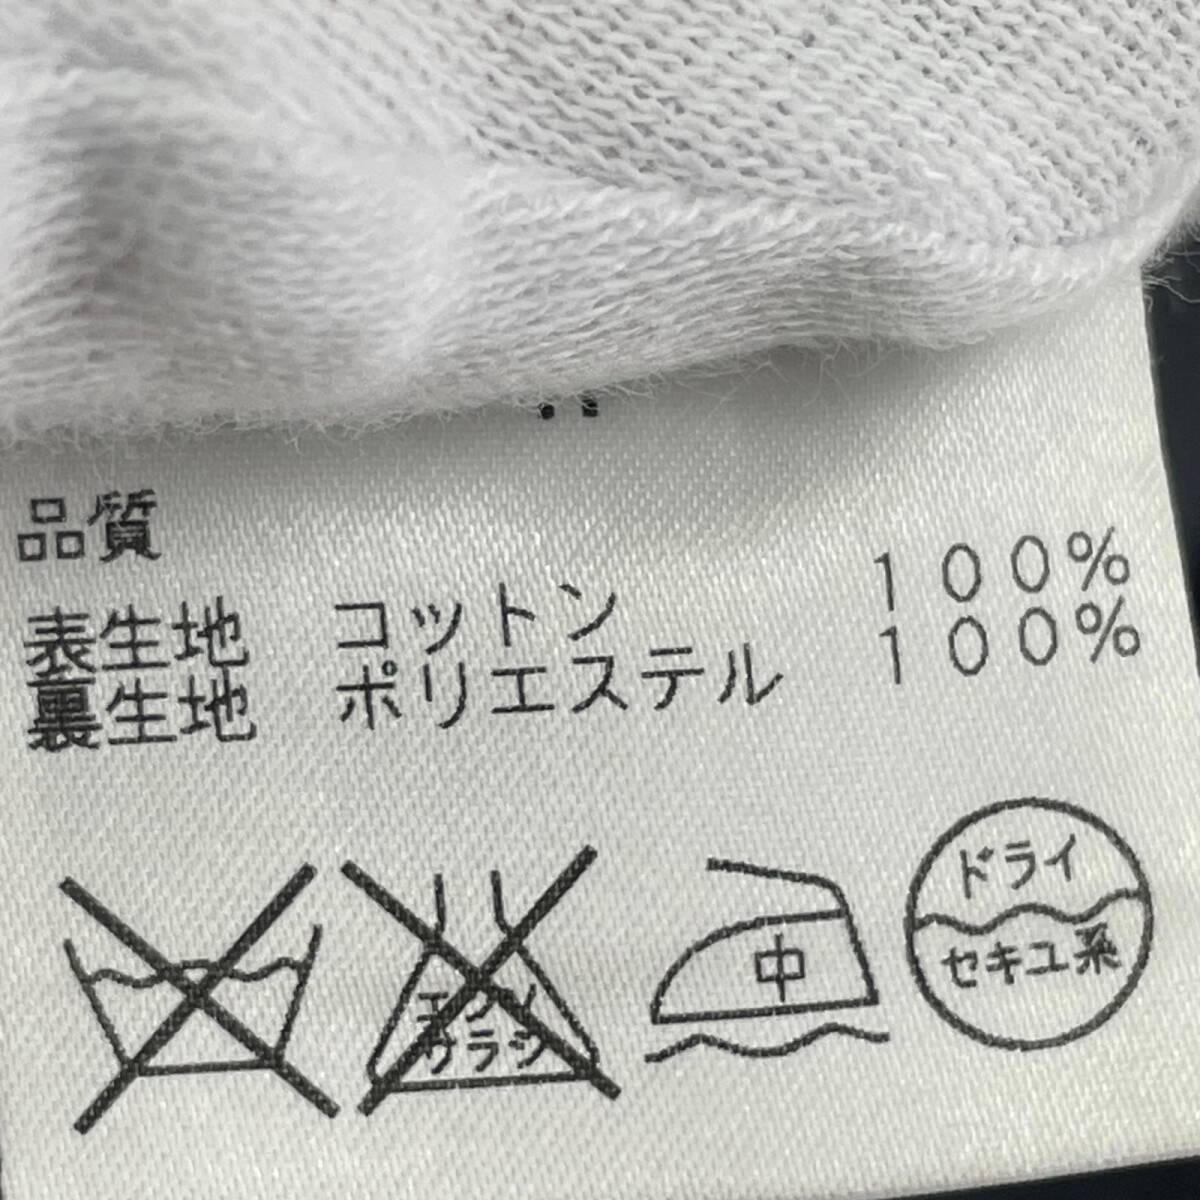 品質
表生地 コットン 100%
裏生地 ポリエステル 100%
エンソ
サラシ
中
ドライ
セキユ系